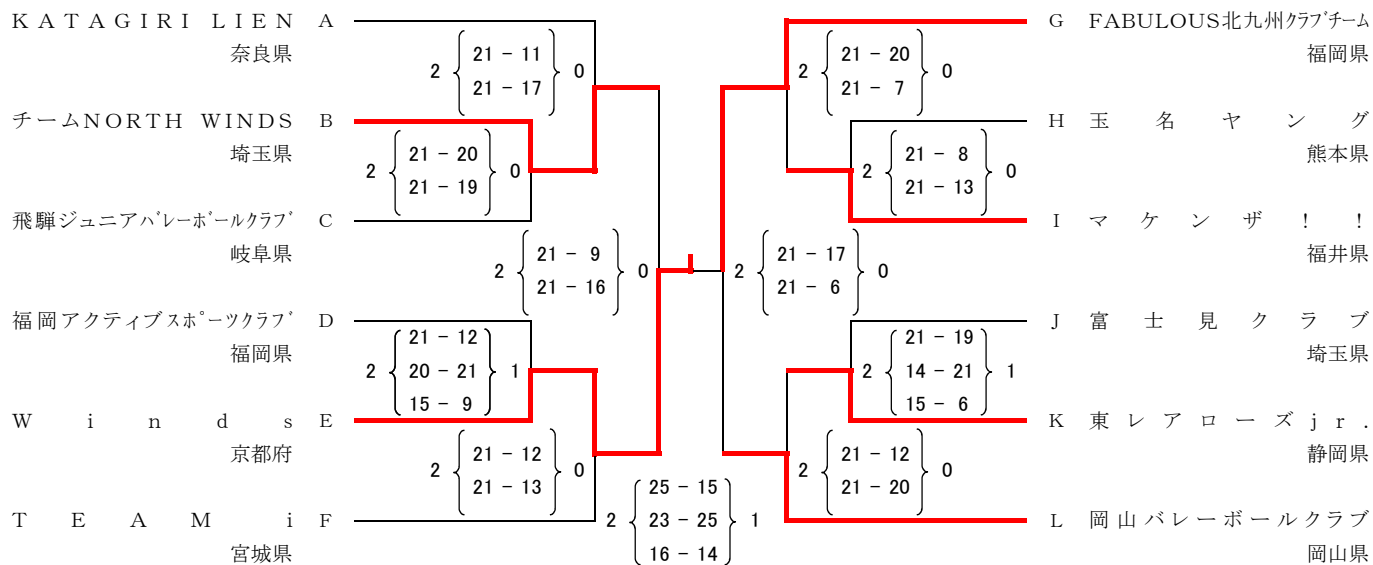 KATAGIRI LIEN A
奈良県
2 21 - 11 0
21 - 17
チームNORTH WINDS B
埼玉県
2 21 - 20 0
21 - 19
飛騨ジュニアバレーボールクラブ C
岐阜県
2 21 - 9 0
21 - 16
福岡アクティブスポーツクラブ D
福岡県
21 - 12
2 20 - 21 1
15 - 9
Winds E
京都府
2 21 - 12 0
21 - 13
TEAM i F
宮城県
25 - 15
2 23 - 25 1
16 - 14
G FABULOUS北九州クラブチーム
福岡県
2 21 - 20 0
21 - 7
H 玉名ヤング
熊本県
2 21 - 8 0
21 - 13
I マケンザ!!
福井県
2 21 - 17 0
21 - 6
J 富士見クラブ
埼玉県
21 - 19
2 14 - 21 1
15 - 6
K 東レアローズjr.
静岡県
2 21 - 12 0
21 - 20
L 岡山バレーボールクラブ
岡山県